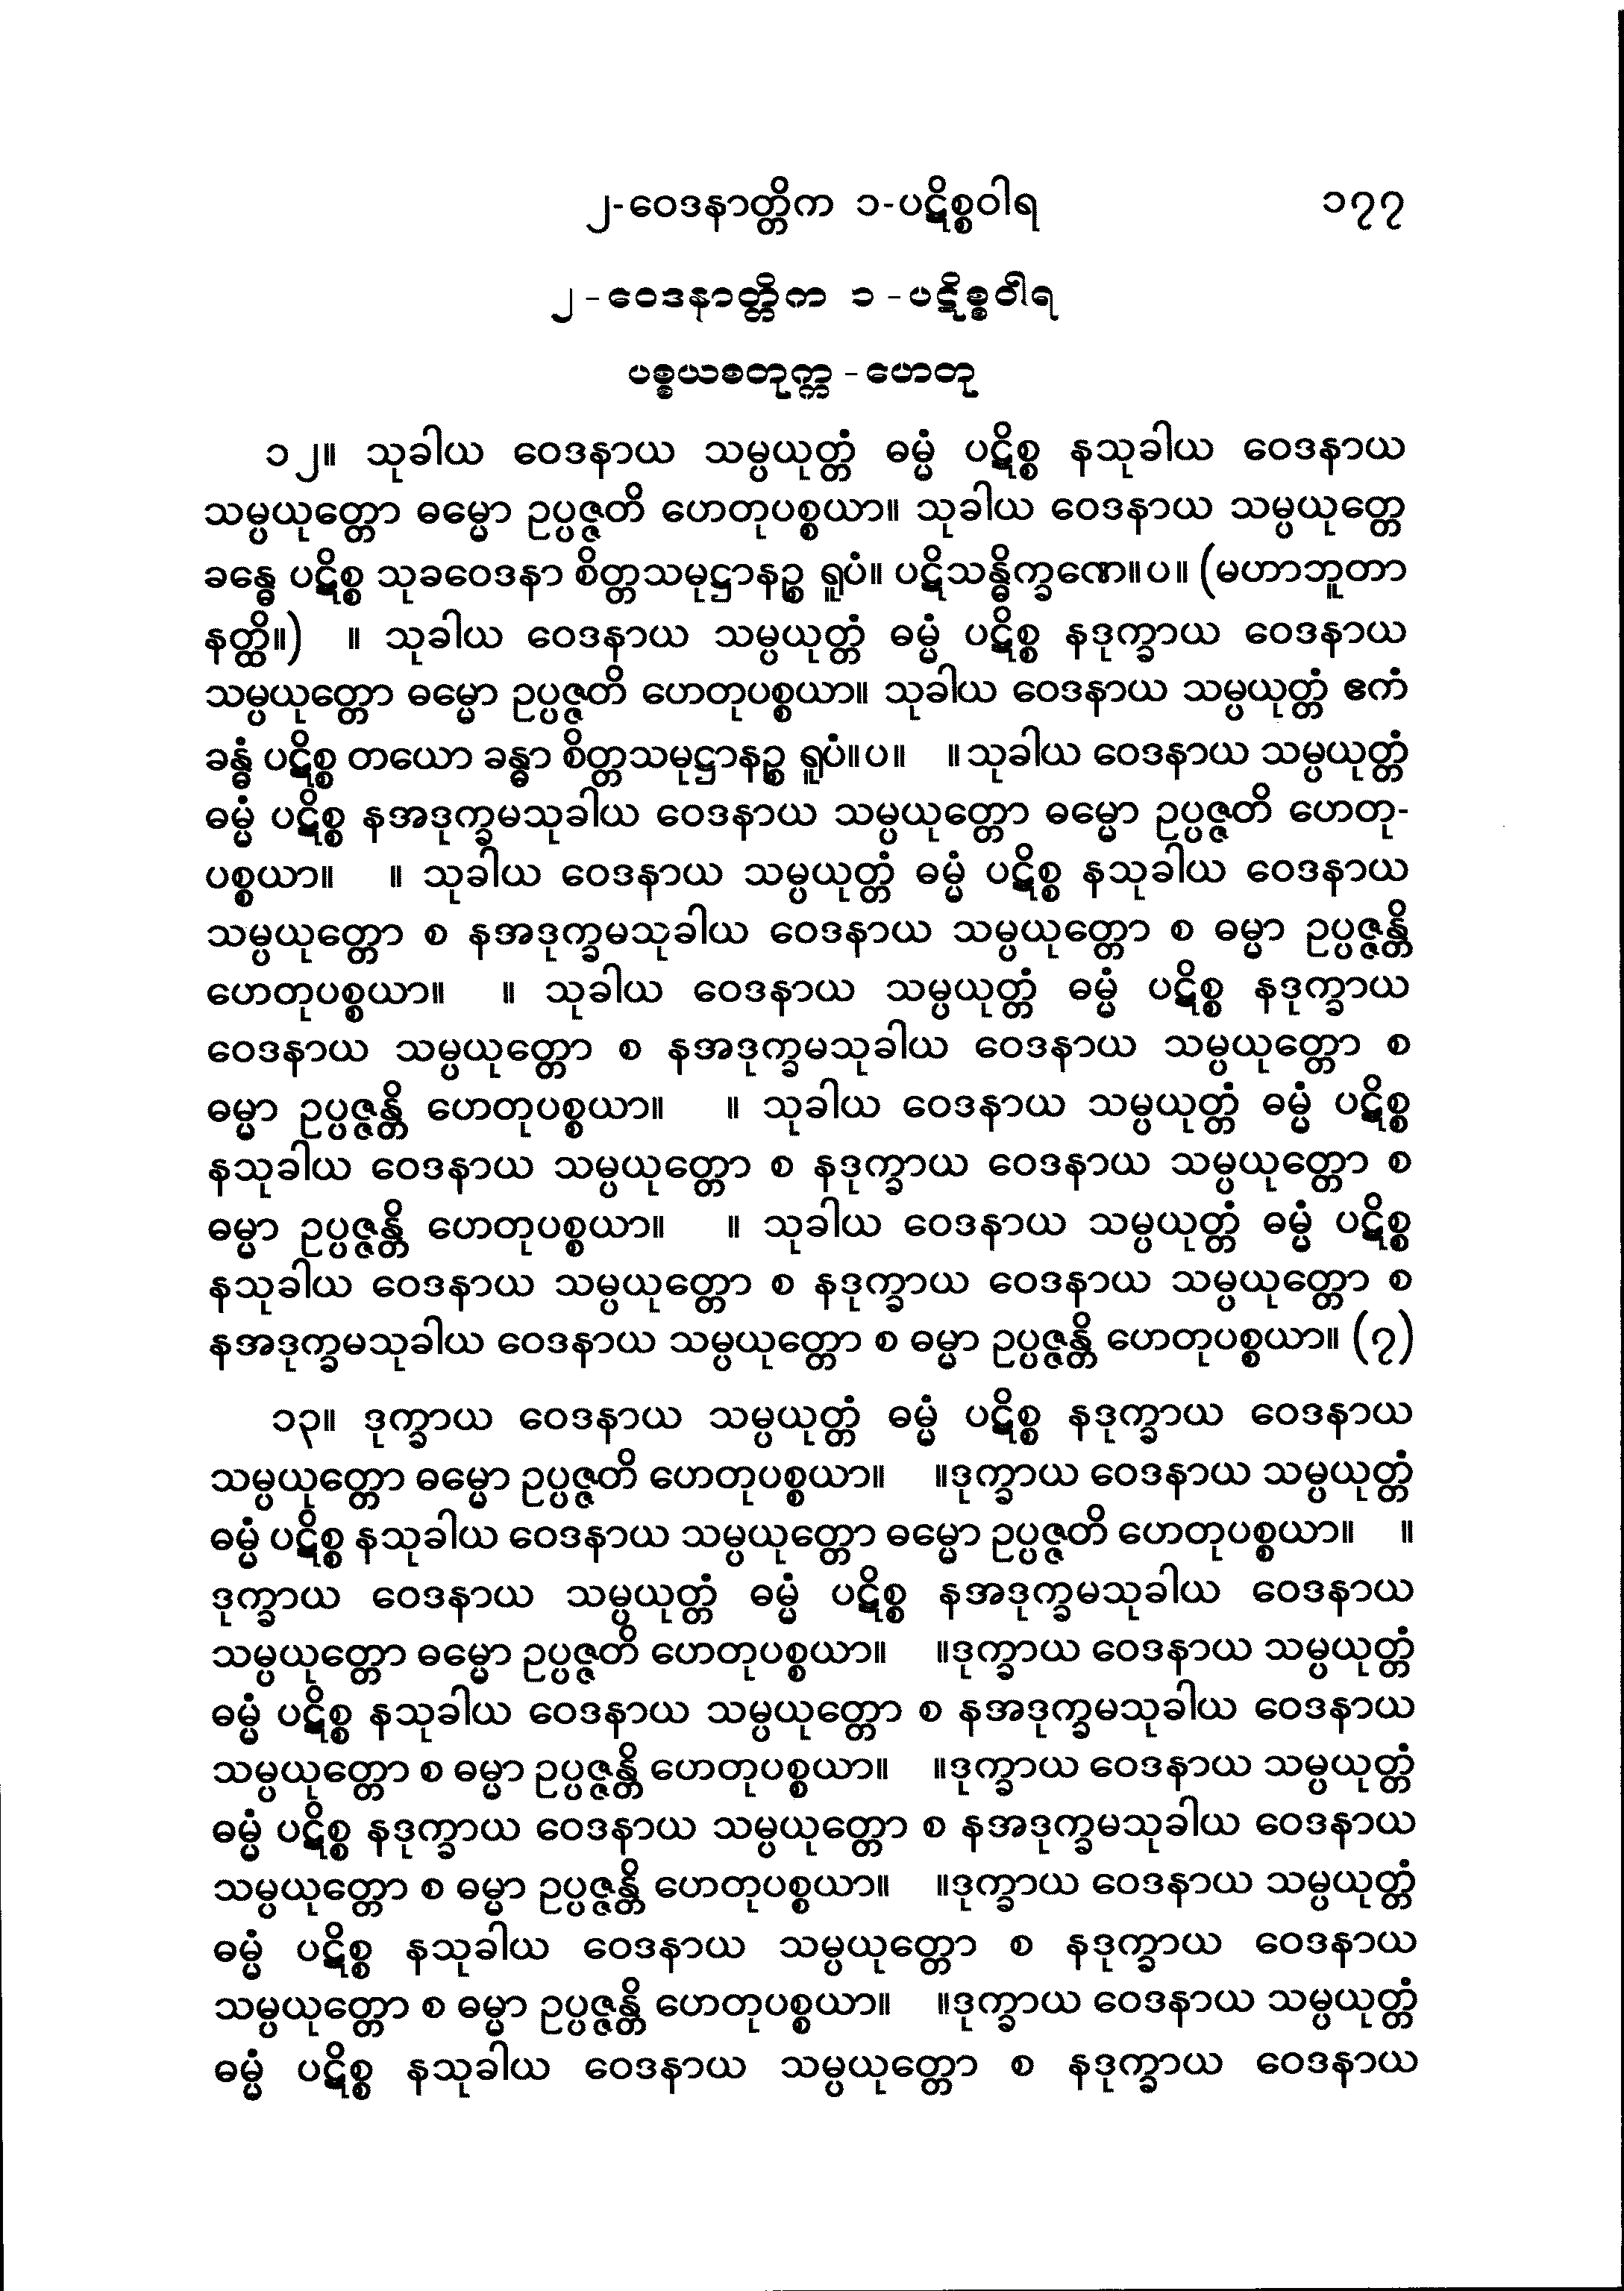 ၂-ဝေဒနာတ္တိက ၁-ပဋိစ္စဝါရ ၁၇၇
၂-ဝေဒနာတ္တိက ၁-ပဋိစ္စဝါရ
ပစ္စယစတုက္က-ဟေတု
၁၂။ သုခါယ ဝေဒနာယ သမ္ပယုတ္တံ ဓမ္မံ ပဋိစ္စ နသုခါယ ဝေဒနာယ
သမ္ပယုတ္တော ဓမ္မော ဥပ္ပဇ္ဇတိ ဟေတုပစ္စယာ။ သုခါယ ဝေဒနာယ သမ္ပယုတ္တေ
ခန္ဓေ ပဋိစ္စ သုခဝေဒနာ စိတ္တသမုဋ္ဌာနဉ္စ ရူပံ။ ပဋိသန္ဓိက္ခဏေ။ပ။ (မဟာဘူတာ
နတ္ထိ။) ။ သုခါယ ဝေဒနာယ သမ္ပယုတ္တံ ဓမ္မံ ပဋိစ္စ နဒုက္ခာယ ဝေဒနာယ
သမ္ပယုတ္တော ဓမ္မော ဥပ္ပဇ္ဇတိ ဟေတုပစ္စယာ။ သုခါယ ဝေဒနာယ သမ္ပယုတ္တံ ဧကံ
ခန္ဓံ ပဋိစ္စ တယော ခန္ဓာ စိတ္တသမုဋ္ဌာနဉ္စ ရူပံ။ပ။ ။သုခါယ ဝေဒနာယ သမ္ပယုတ္တံ
ဓမ္မံ ပဋိစ္စ နအဒုက္ခမသုခါယ ဝေဒနာယ သမ္ပယုတ္တော ဓမ္မော ဥပ္ပဇ္ဇတိ ဟေတု-
ပစ္စယာ။ ။ သုခါယ ဝေဒနာယ သမ္ပယုတ္တံ ဓမ္မံ ပဋိစ္စ နသုခါယ ဝေဒနာယ
သမ္ပယုတ္တော စ နအဒုက္ခမသုခါယ ဝေဒနာယ သမ္ပယုတ္တော စ ဓမ္မာ ဥပ္ပဇ္ဇန္တိ
ဟေတုပစ္စယာ။ ။ သုခါယ ဝေဒနာယ သမ္ပယုတ္တံ ဓမ္မံ ပဋိစ္စ နဒုက္ခာယ
ဝေဒနာယ သမ္ပယုတ္တော စ နအဒုက္ခမသုခါယ ဝေဒနာယ သမ္ပယုတ္တော စ
ဓမ္မာ ဥပ္ပဇ္ဇန္တိ ဟေတုပစ္စယာ။ ။ သုခါယ ဝေဒနာယ သမ္ပယုတ္တံ ဓမ္မံ ပဋိစ္စ
နသုခါယ ဝေဒနာယ သမ္ပယုတ္တော စ နဒုက္ခာယ ဝေဒနာယ သမ္ပယုတ္တော စ
ဓမ္မာ ဥပ္ပဇ္ဇန္တိ ဟေတုပစ္စယာ။ ။ သုခါယ ဝေဒနာယ သမ္ပယုတ္တံ ဓမ္မံ ပဋိစ္စ
နသုခါယ ဝေဒနာယ သမ္ပယုတ္တော စ နဒုက္ခာယ ဝေဒနာယ သမ္ပယုတ္တော စ
နအဒုက္ခမသုခါယ ဝေဒနာယ သမ္ပယုတ္တော စ ဓမ္မာ ဥပ္ပဇ္ဇန္တိ ဟေတုပစ္စယာ။ (၇)
၁၃။ ဒုက္ခာယ ဝေဒနာယ သမ္ပယုတ္တံ ဓမ္မံ ပဋိစ္စ နဒုက္ခာယ ဝေဒနာယ
သမ္ပယုတ္တော ဓမ္မော ဥပ္ပဇ္ဇတိ ဟေတုပစ္စယာ။ ။ဒုက္ခာယ ဝေဒနာယ သမ္ပယုတ္တံ
ဓမ္မံ ပဋိစ္စ နသုခါယ ဝေဒနာယ သမ္ပယုတ္တော ဓမ္မော ဥပ္ပဇ္ဇတိ ဟေတုပစ္စယာ။ ။
ဒုက္ခာယ ဝေဒနာယ သမ္ပယုတ္တံ ဓမ္မံ ပဋိစ္စ နအဒုက္ခမသုခါယ ဝေဒနာယ
သမ္ပယုတ္တော ဓမ္မော ဥပ္ပဇ္ဇတိ ဟေတုပစ္စယာ။ ။ဒုက္ခာယ ဝေဒနာယ သမ္ပယုတ္တံ
ဓမ္မံ ပဋိစ္စ နသုခါယ ဝေဒနာယ သမ္ပယုတ္တော စ နအဒုက္ခမသုခါယ ဝေဒနာယ
သမ္ပယုတ္တော စ ဓမ္မာ ဥပ္ပဇ္ဇန္တိ ဟေတုပစ္စယာ။ ။ဒုက္ခာယ ဝေဒနာယ သမ္ပယုတ္တံ
ဓမ္မံ ပဋိစ္စ နဒုက္ခာယ ဝေဒနာယ သမ္ပယုတ္တော စ နအဒုက္ခမသုခါယ ဝေဒနာယ
သမ္ပယုတ္တော စ ဓမ္မာ ဥပ္ပဇ္ဇန္တိ ဟေတုပစ္စယာ။ ။ဒုက္ခာယ ဝေဒနာယ သမ္ပယုတ္တံ
ဓမ္မံ ပဋိစ္စ နသုခါယ ဝေဒနာယ သမ္ပယုတ္တော စ နဒုက္ခာယ ဝေဒနာယ
သမ္ပယုတ္တော စ ဓမ္မာ ဥပ္ပဇ္ဇန္တိ ဟေတုပစ္စယာ။ ။ဒုက္ခာယ ဝေဒနာယ သမ္ပယုတ္တံ
ဓမ္မံ ပဋိစ္စ နသုခါယ ဝေဒနာယ သမ္ပယုတ္တော စ နဒုက္ခာယ ဝေဒနာယ